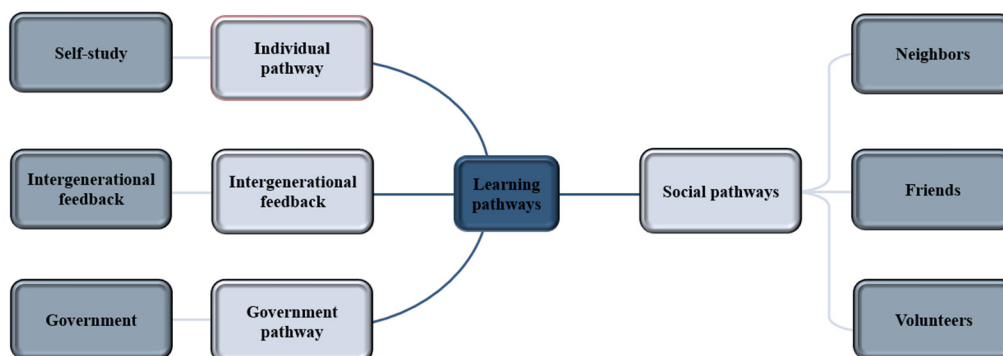 Self-study
Individual
pathway
Intergenerational
feedback
Intergenerational
feedback
Government
Government
pathway
Learning
pathways
Social pathways
Neighbors
Friends
Volunteers